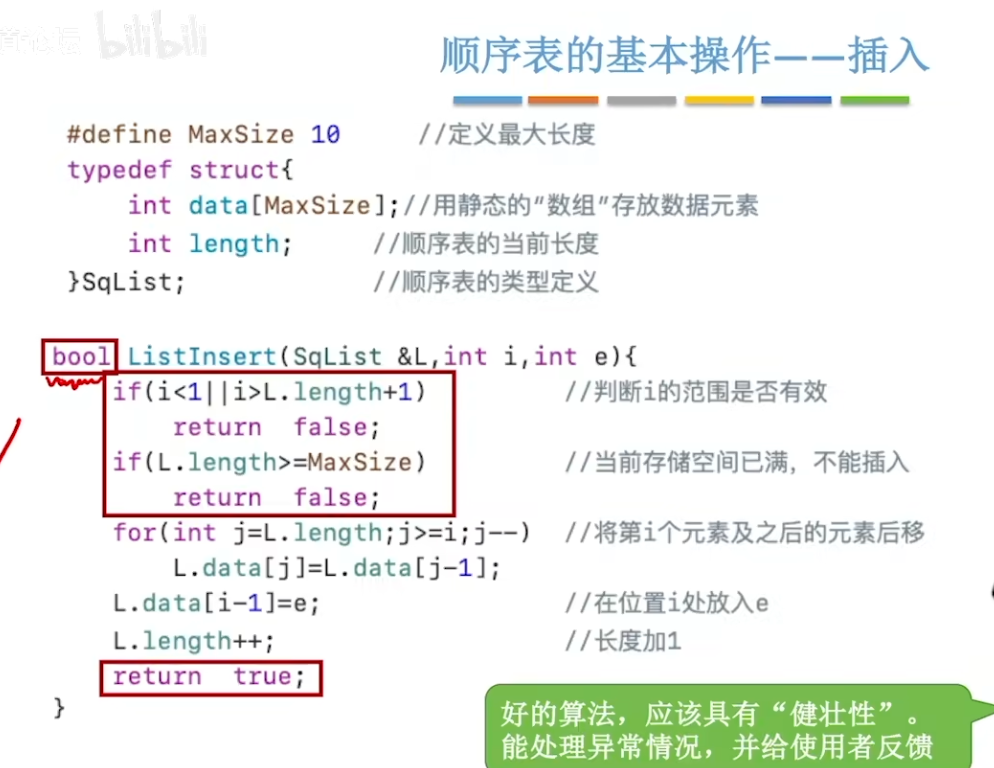 bilibili
顺序表的基本操作——插入
#define MaxSize 10 //定义最大长度
typedef struct{
int data[MaxSize];//用静态的“数组”存放数据元素
int length; //顺序表的当前长度
}SqList; //顺序表的类型定义
bool ListInsert(SqList &L,int i,int e){
if(i<1||i>L.length+1) //判断i的范围是否有效
return false;
if(L.length>=MaxSize) //当前存储空间已满，不能插入
return false;
for(int j=L.length;j>=i;j--) //将第i个元素及之后的元素后移
L.data[j]=L.data[j-1];
L.data[i-1]=e; //在位置i处放入e
L.length++; //长度加1
return true;
}
好的算法，应该具有“健壮性”。
能处理异常情况，并给使用者反馈